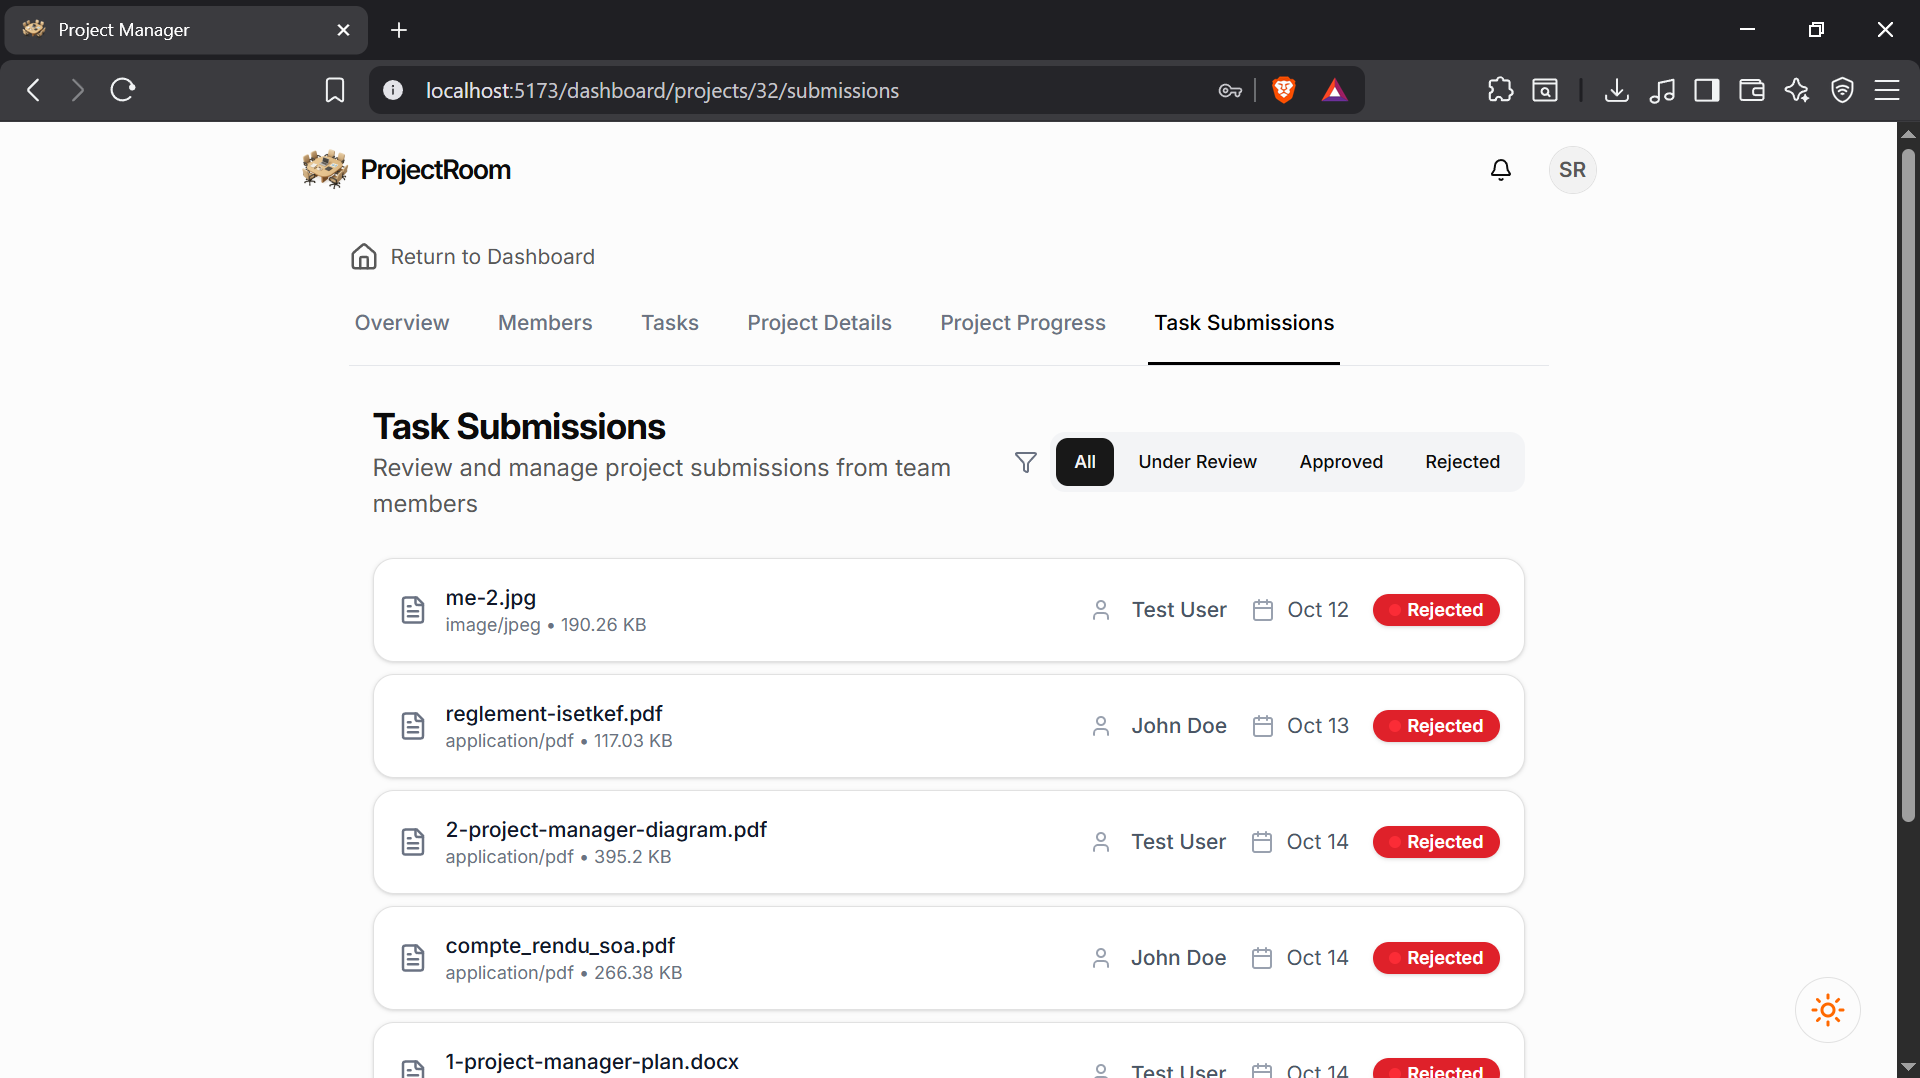 Project Manager
localhost:5173/dashboard/projects/32/submissions
ProjectRoom
SR
Return to Dashboard
Overview
Members
Tasks
Project Details
Project Progress
Task Submissions
Task Submissions
Review and manage project submissions from team
members
All
Under Review
Approved
Rejected
me-2.jpg
image/jpeg • 190.26 KB
Test User
Oct 12
Rejected
reglement-isetkef.pdf
application/pdf • 117.03 KB
John Doe
Oct 13
Rejected
2-project-manager-diagram.pdf
application/pdf • 395.2 KB
Test User
Oct 14
Rejected
compte_rendu_soa.pdf
application/pdf • 266.38 KB
John Doe
Oct 14
Rejected
1-project-manager-plan.docx
Test User
Oct 14
Rejected